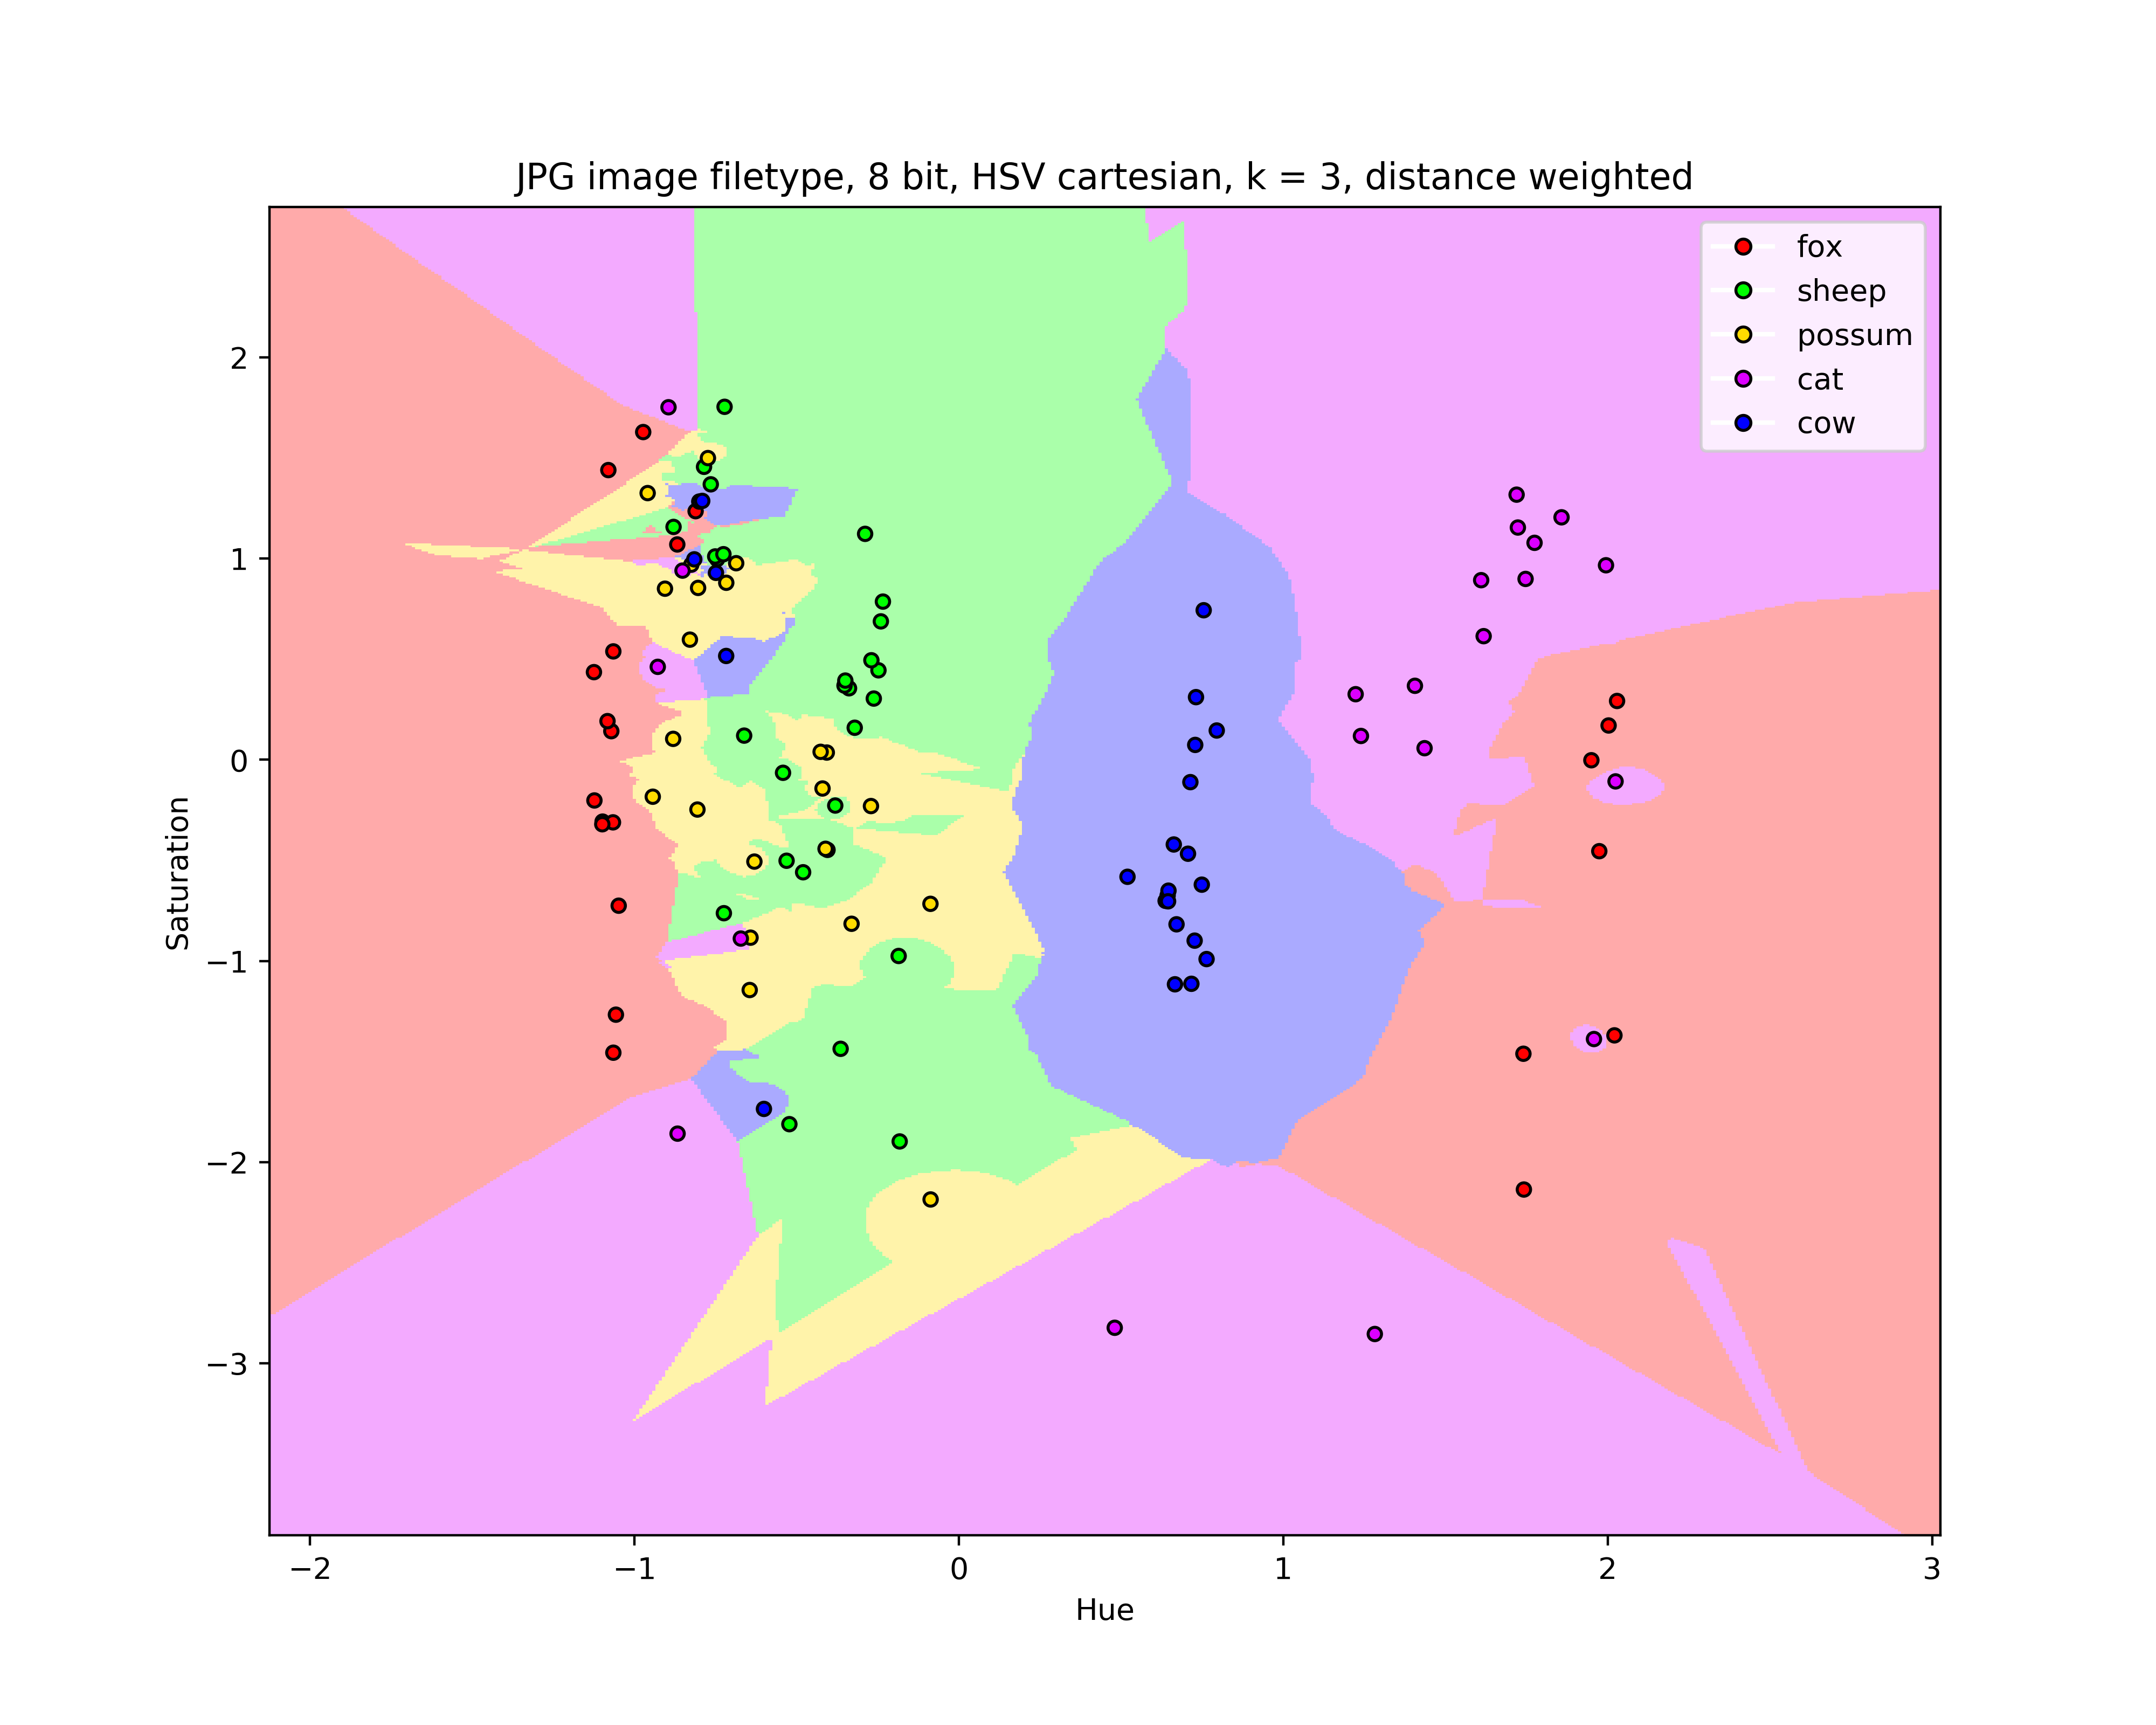 JPG image filetype, 8 bit, HSV cartesian, k = 3, distance weighted
fox
sheep
possum
cat
cow
2
1
0
−1
−2
−3
Saturation
−2
−1
0
1
2
3
Hue